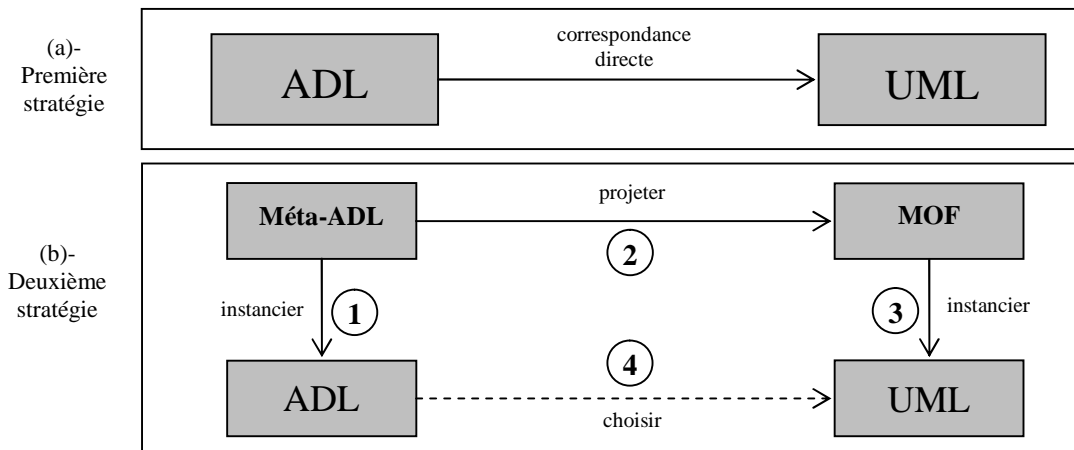 (a)-
Première
stratégie
ADL
correspondance
directe
UML
(b)-
Deuxième
stratégie
Méta-ADL
projeter
2
MOF
instancier
1
3
instancier
ADL
4
choisir
UML